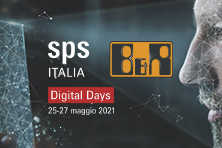 sps
ITALIA
B&R
Digital Days
25-27 maggio 2021